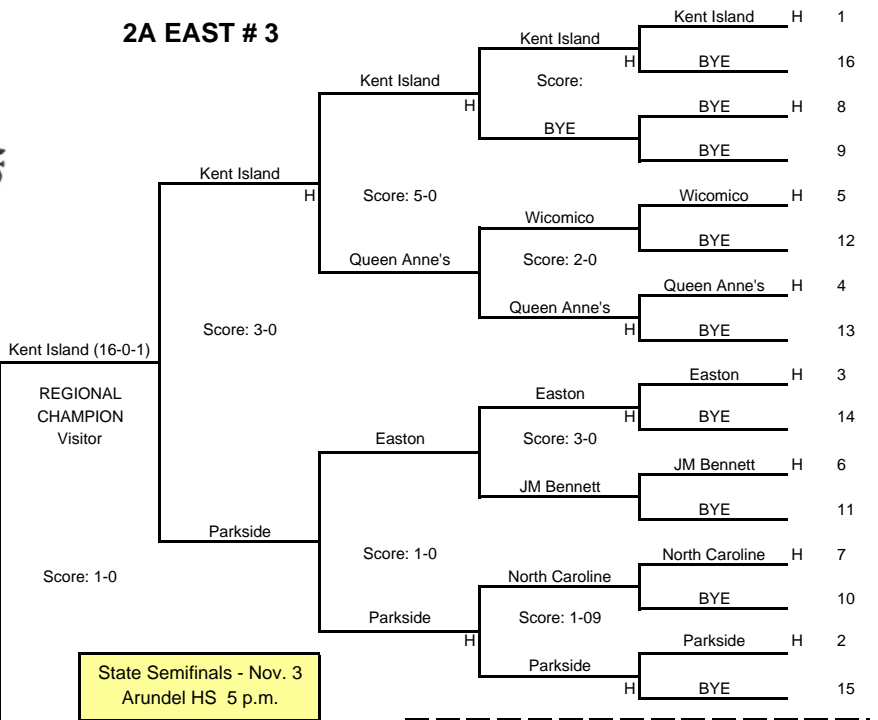 2A EAST # 3
Kent Island H 1
Kent Island
H BYE 16
Kent Island Score:
H BYE H 8
BYE
BYE 9
Kent Island
H Score: 5-0 Wicomico H 5
Wicomico
BYE 12
Queen Anne's Score: 2-0
Queen Anne's H 4
Queen Anne's
H BYE 13
Score: 3-0
Kent Island (16-0-1)
REGIONAL
CHAMPION
Visitor
Easton H 3
Easton
H BYE 14
Easton Score: 3-0
JM Bennett H 6
JM Bennett
BYE 11
Parkside
Score: 1-0 North Caroline H 7
Score: 1-0
North Caroline
BYE 10
Parkside Score: 1-09
H Parkside H 2
Parkside
H BYE 15
State Semifinals - Nov. 3
Arundel HS 5 p.m.